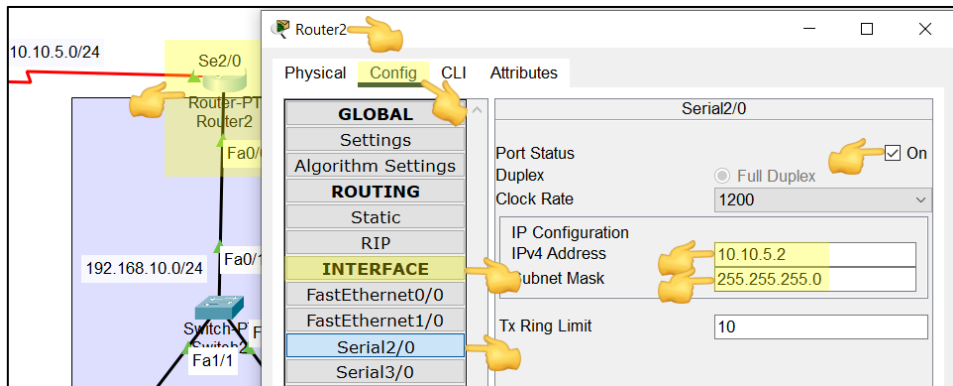 10.10.5.0/24
Se2/0
Router-PT
Router2
Fa0/
192.168.10.0/24
Fa0/1
Switch-P
F
Fa1/1
Router2
Physical Config CLI Attributes
GLOBAL
Settings
Algorithm Settings
ROUTING
Static
RIP
INTERFACE
FastEthernet0/0
FastEthernet1/0
Serial2/0
Serial3/0
Serial2/0
Port Status
On
Duplex
Full Duplex
Clock Rate
1200
IP Configuration
IPv4 Address
10.10.5.2
Subnet Mask
255.255.255.0
Tx Ring Limit
10